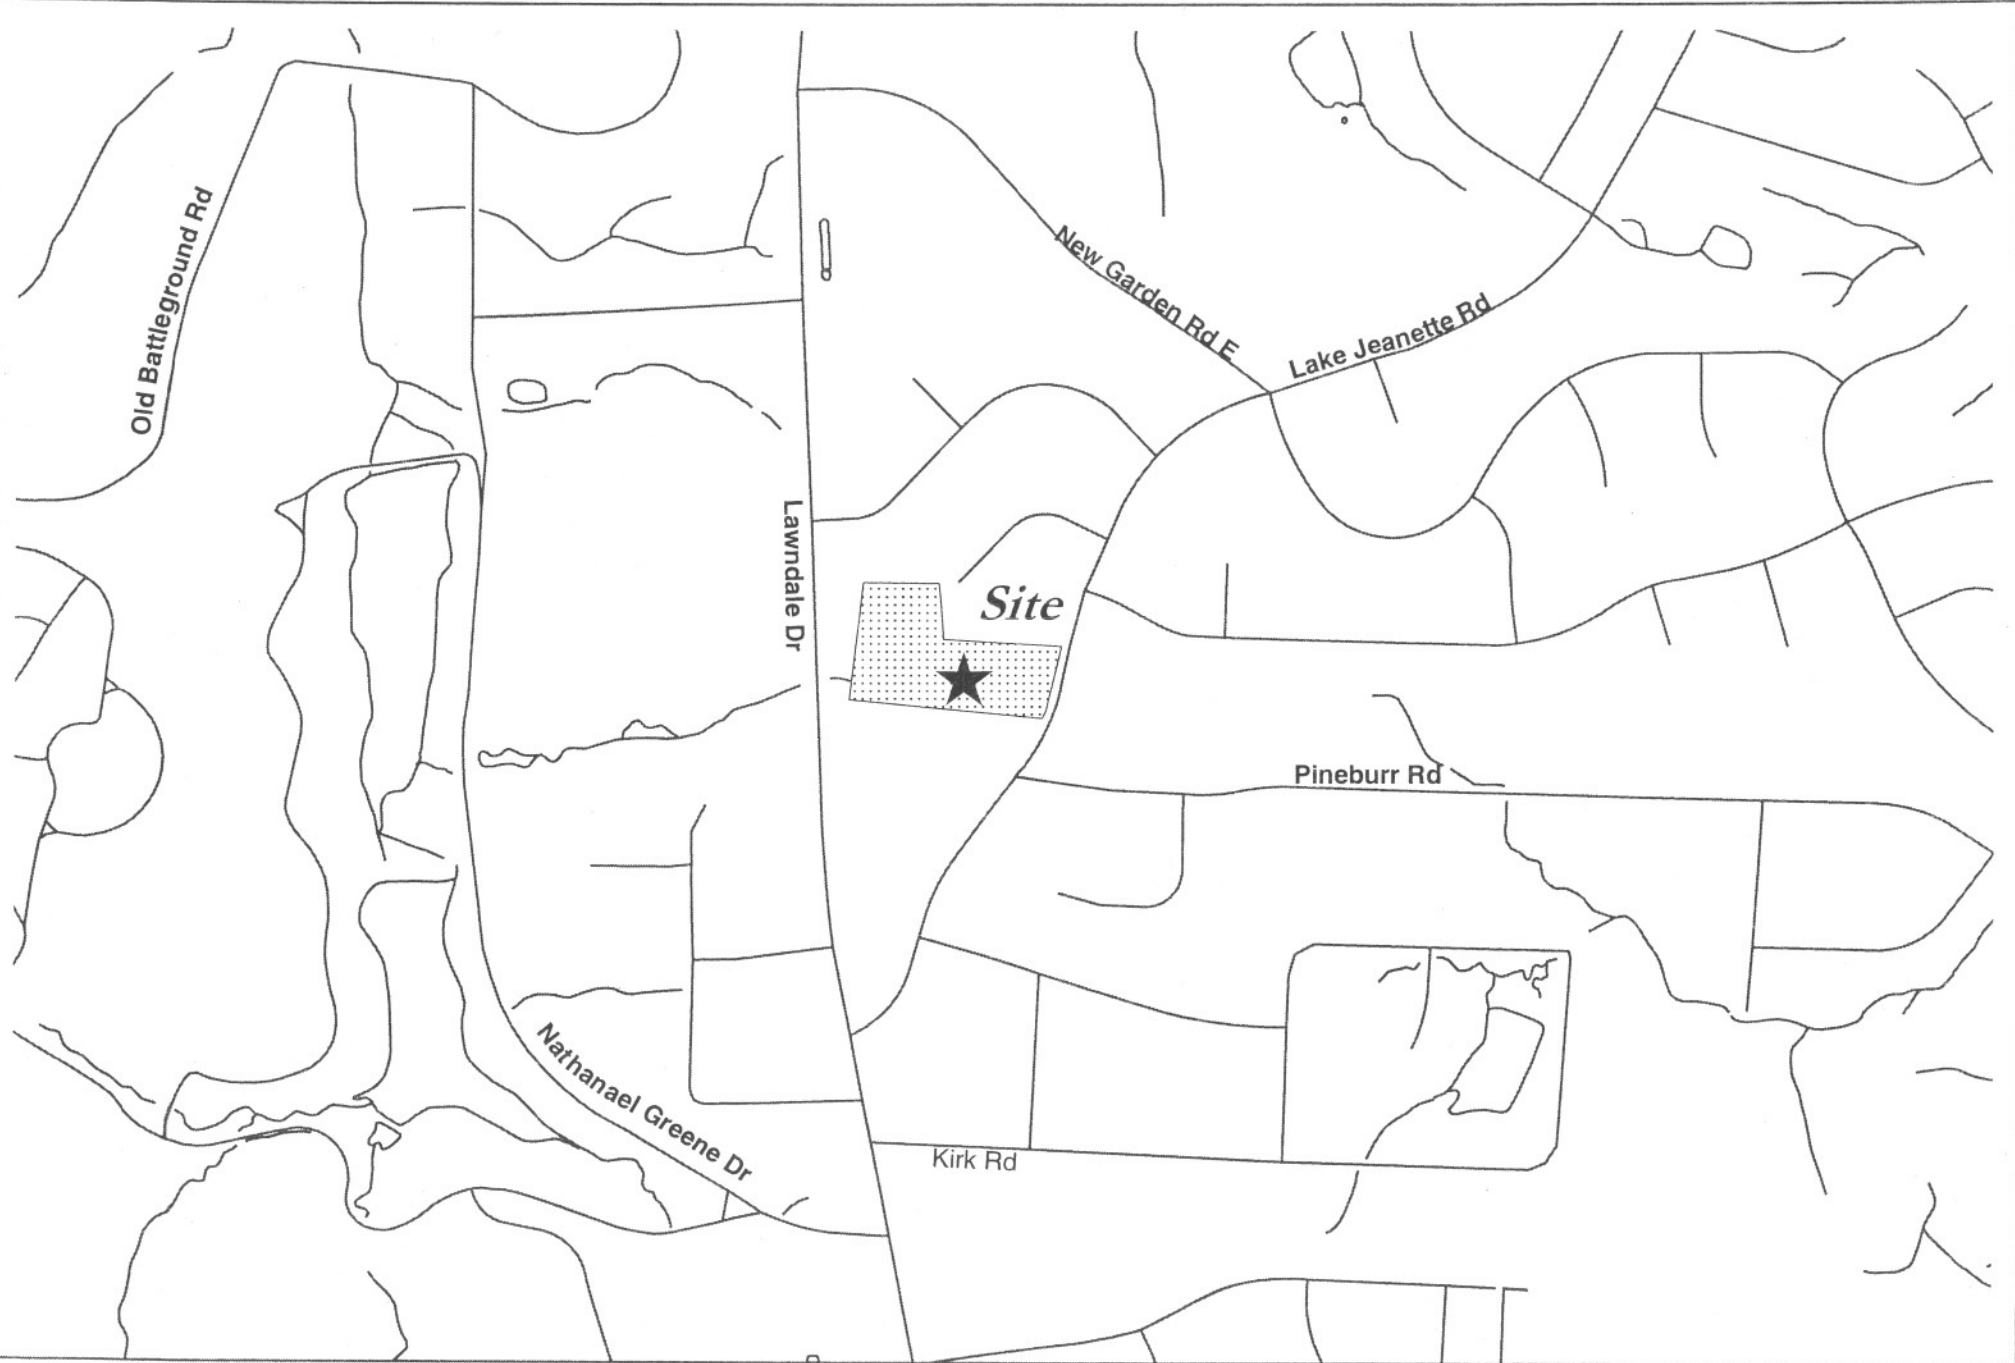 Old Battleground Rd
New Garden Rd E
Lake Jeanette Rd
Lawndale Dr
Site
Pineburr Rd
Nathanael Greene Dr
Kirk Rd